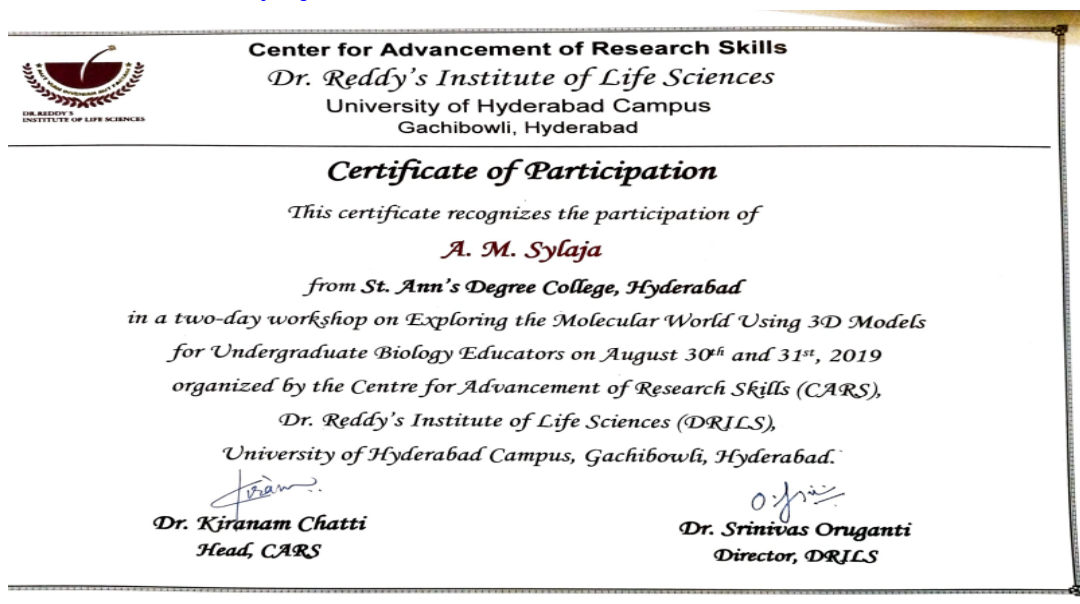 Center for Advancement of Research Skills
Dr. Reddy's Institute of Life Sciences
University of Hyderabad Campus
Gachibowli, Hyderabad
DR.REDDY'S
INSTITUTE OF LIFE SCIENCES
Certificate of Participation
This certificate recognizes the participation of
A. M. Sylaja
from St. Ann's Degree College, Hyderabad
in a two-day workshop on Exploring the Molecular World Using 3D Models
for Undergraduate Biology Educators on August 30th and 31st, 2019
organized by the Centre for Advancement of Research Skills (CARS),
Dr. Reddy's Institute of Life Sciences (DRILS),
University of Hyderabad Campus, Gachibowli, Hyderabad.
Dr. Kiranam Chatti
Head, CARS
Dr. Srinivas Oruganti
Director, DRILS